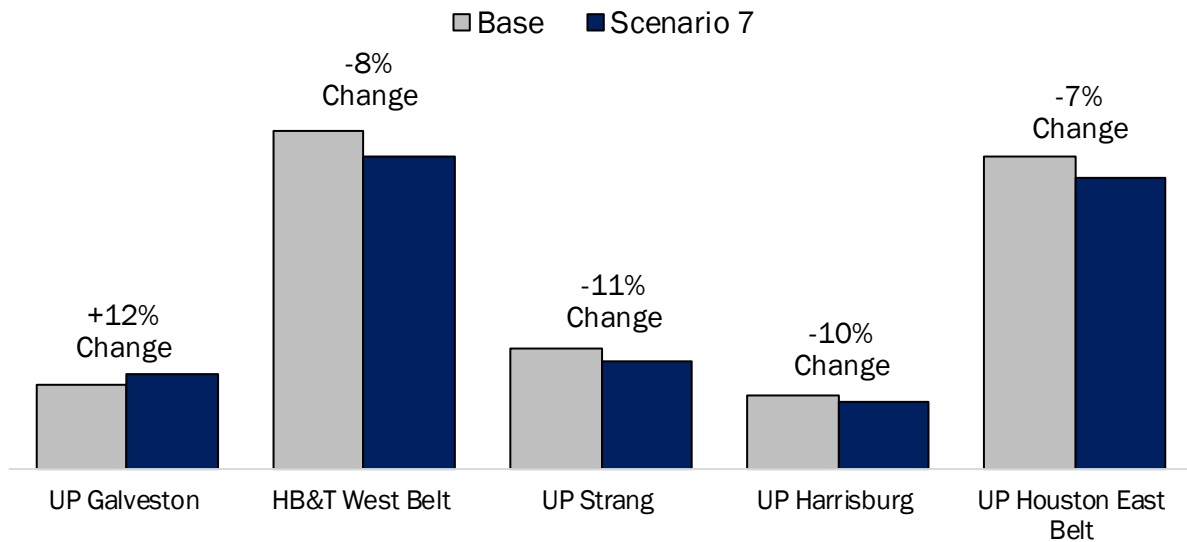 Base Scenario 7
-8%
Change
-7%
Change
-11%
Change
+12%
Change
-10%
Change
UP Galveston
HB&T West Belt
UP Strang
UP Harrisburg
UP Houston East
Belt